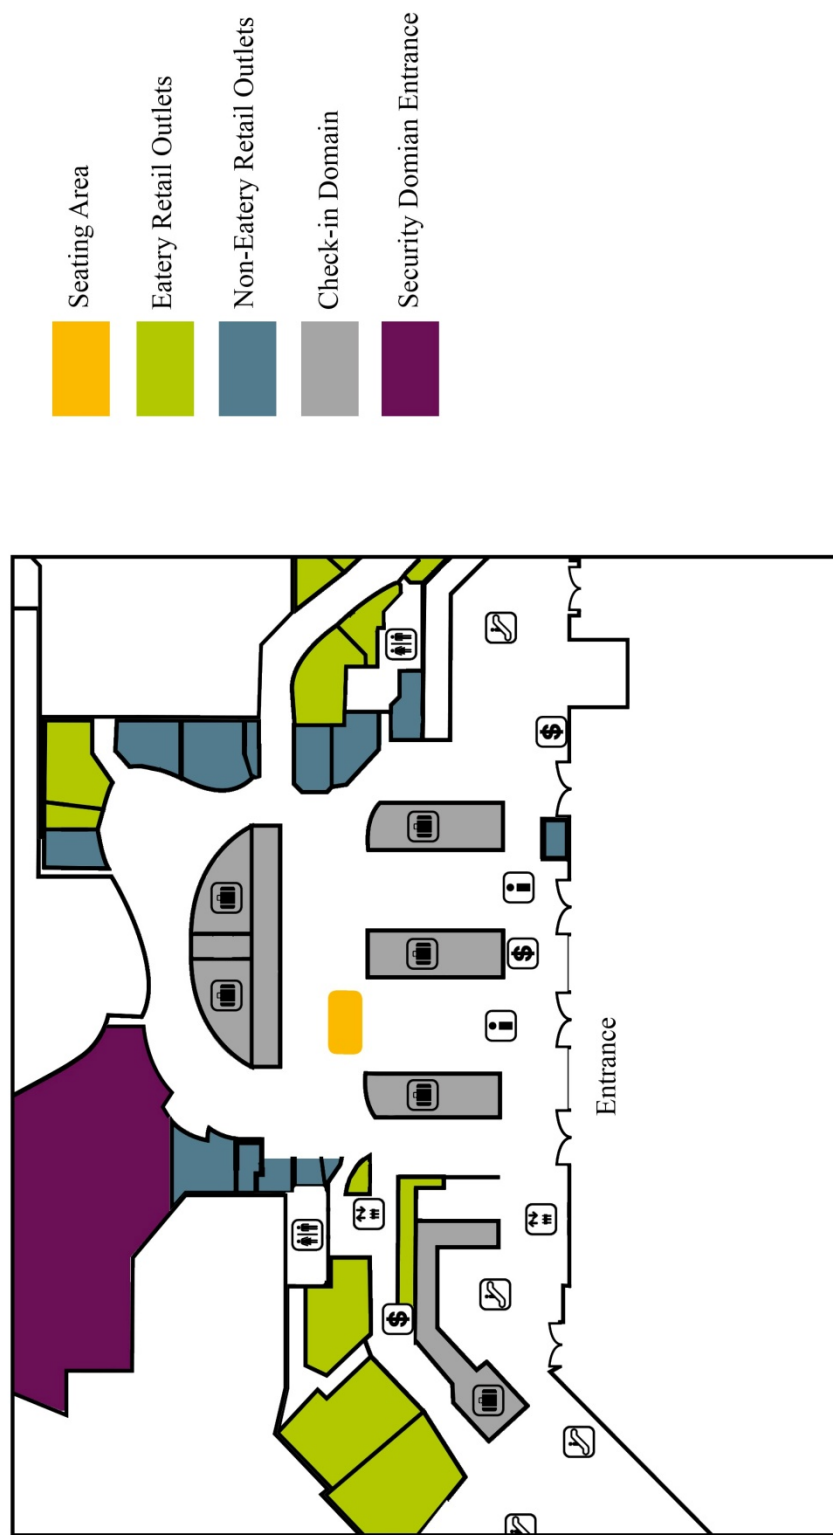 Seating Area
Eatery Retail Outlets
Non-Eatery Retail Outlets
Check-in Domain
Security Domian Entrance
$
$
$
Entrance